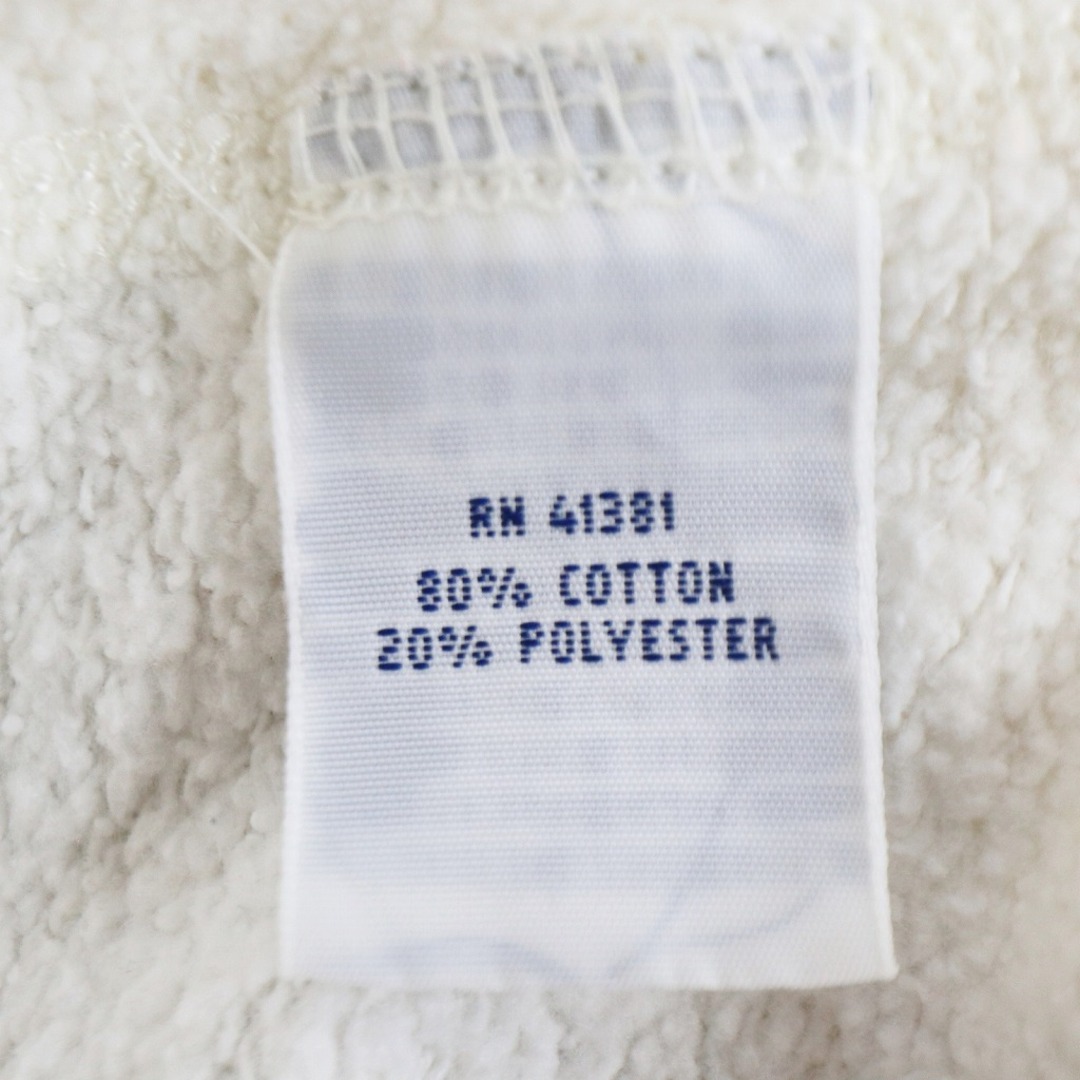 RN 41381
80% COTTON
20% POLYESTER